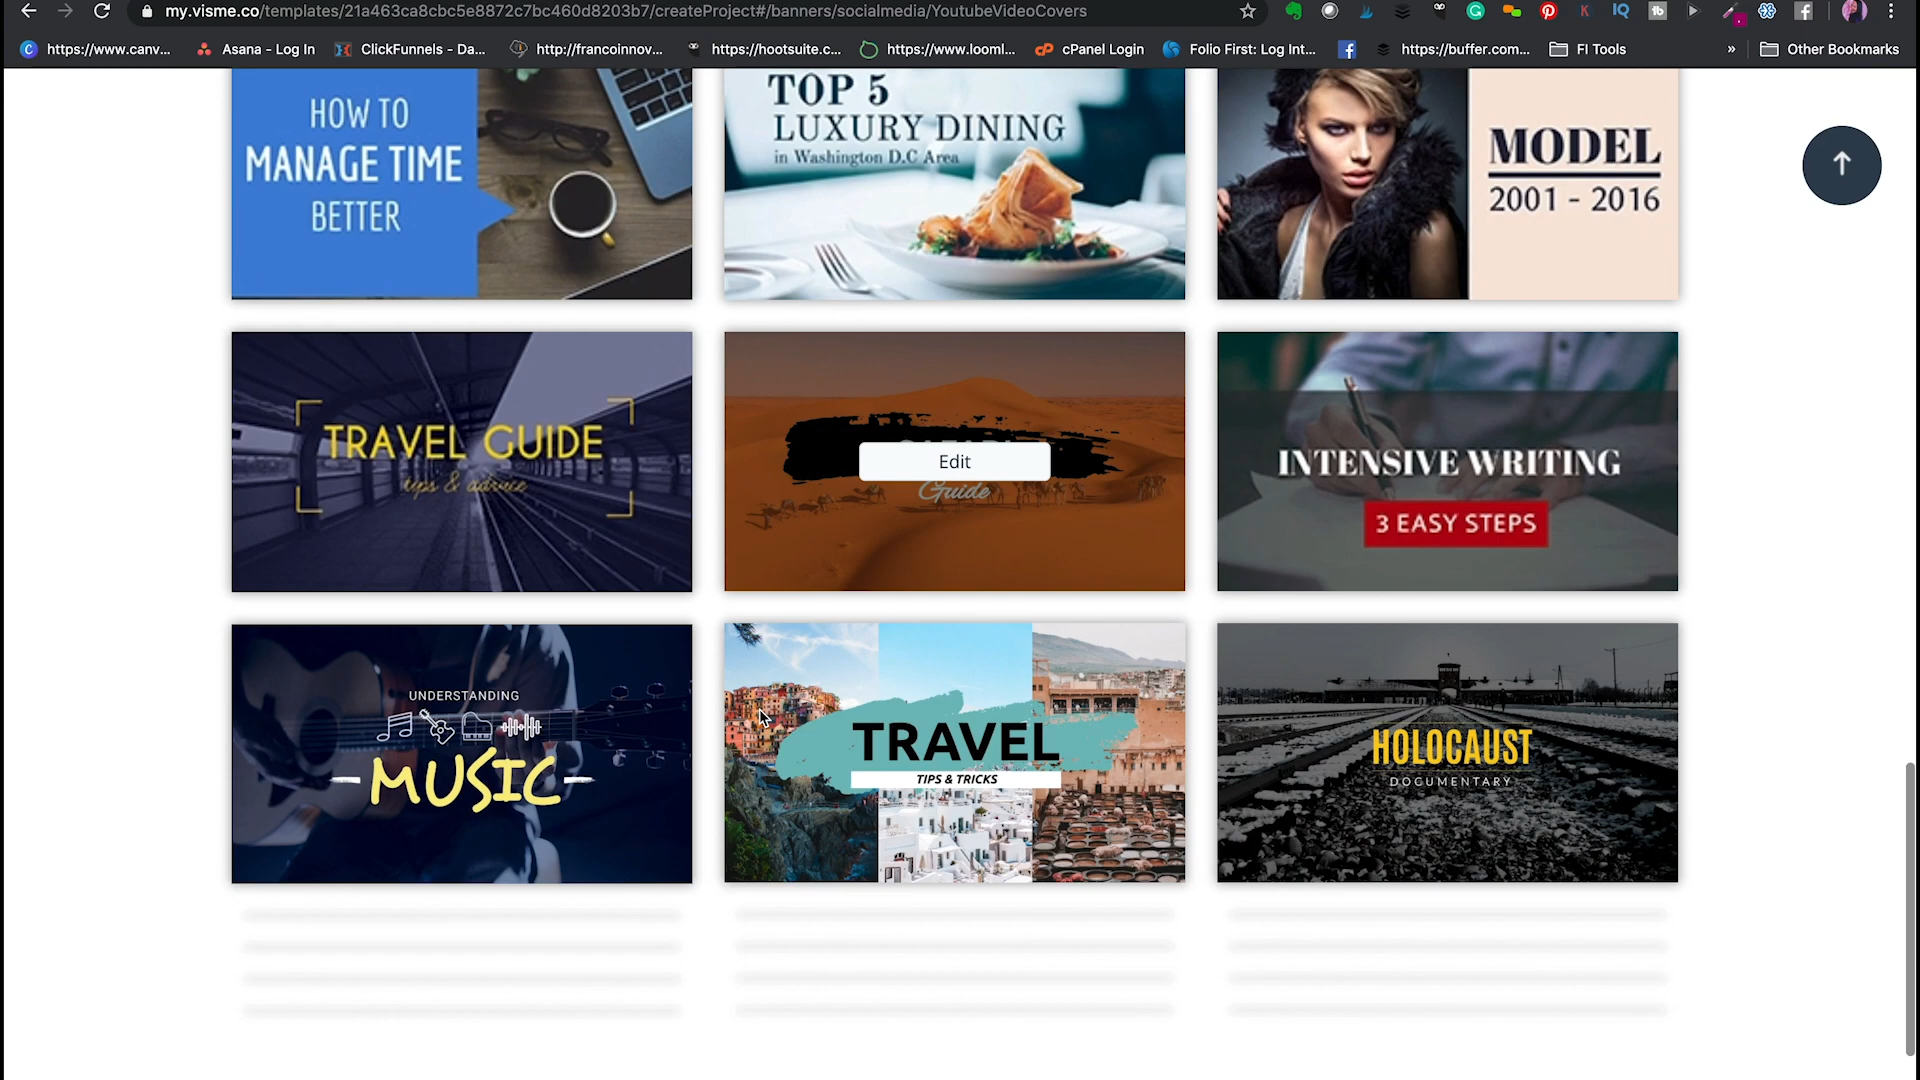 my.visme.co/templates/21a463ca8cbc5e8872c7bc460d8203b7/createProject#/banners/socialmedia/YoutubeVideoCovers
https://www.canv... Asana - Log In ClickFunnels - Da... http://francoinnov... https://hootsuite.c... https://www.looml... cPanel Login Folio First: Log Int... https://buffer.com... FI Tools » Other Bookmarks
HOW TO
MANAGE TIME
BETTER
TOP 5
LUXURY DINING
in Washington D.C Area
MODEL
2001 - 2016
TRAVEL GUIDE
tips & advice
Edit
Guide
INTENSIVE WRITING
3 EASY STEPS
UNDERSTANDING
MUSIC
TRAVEL
TIPS & TRICKS
HOLOCAUST
DOCUMENTARY